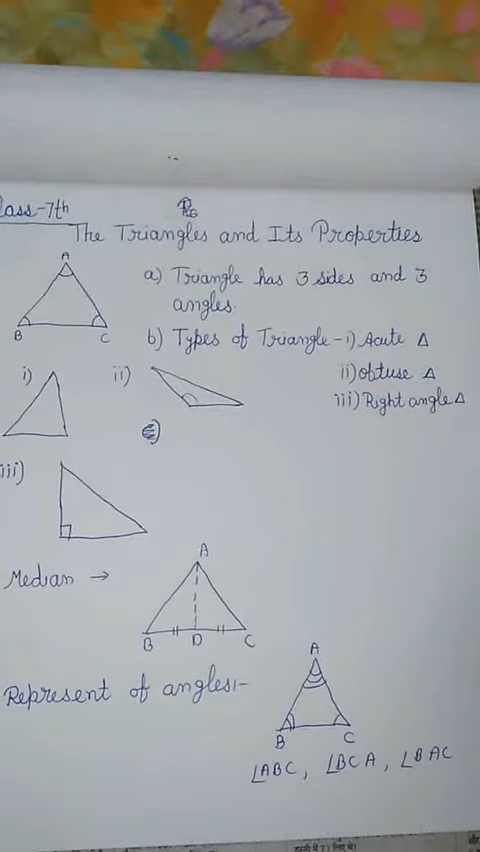 lass-7th
The Triangles and Its Properties
A
B C
a) Triangle has 3 sides and 3
angles.
b) Types of Triangle - i) Acute Δ
ii) obtuse Δ
iii) Right angle Δ
i)
ii)
iii)
Median →
A
B D C
Represent of angles:-
A
B C
∠ABC, ∠BCA, ∠BAC